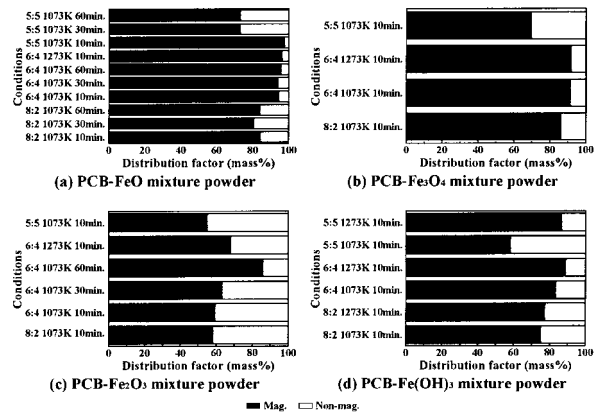 Conditions
5:5 1073K 60min.
5:5 1073K 30min.
5:5 1073K 10min.
6:4 1273K 10min.
6:4 1073K 60min.
6:4 1073K 30min.
6:4 1073K 10min.
8:2 1073K 60min.
8:2 1073K 30min.
8:2 1073K 10min.
0 20 40 60 80 100
Distribution factor (mass%)
(a) PCB-FeO mixture powder
Conditions
5:5 1073K 10min.
6:4 1273K 10min.
6:4 1073K 10min.
8:2 1073K 10min.
0 20 40 60 80 100
Distribution factor (mass%)
(b) PCB-Fe₃O₄ mixture powder
Conditions
5:5 1073K 10min.
6:4 1273K 10min.
6:4 1073K 60min.
6:4 1073K 30min.
6:4 1073K 10min.
8:2 1073K 10min.
0 20 40 60 80 100
Distribution factor (mass%)
(c) PCB-Fe₂O₃ mixture powder
Conditions
5:5 1273K 10min.
5:5 1073K 10min.
6:4 1273K 10min.
6:4 1073K 10min.
8:2 1273K 10min.
8:2 1073K 10min.
0 20 40 60 80 100
Distribution factor (mass%)
(d) PCB-Fe(OH)₃ mixture powder
Mag. Non-mag.